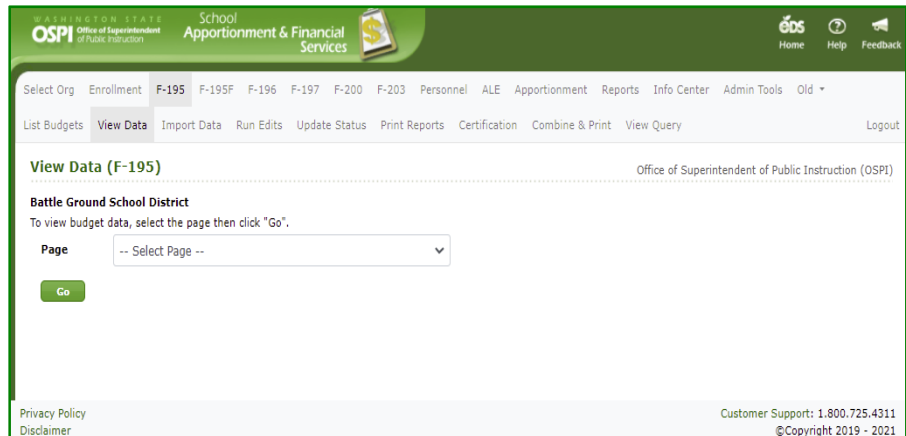 WASHINGTON STATE
OSPI Office of Superintendent
of Public Instruction
School
Apportionment & Financial
Services
ėds
Home Help Feedback
Select Org Enrollment F-195 F-195F F-196 F-197 F-200 F-203 Personnel ALE Apportionment Reports Info Center Admin Tools Old
List Budgets View Data Import Data Run Edits Update Status Print Reports Certification Combine & Print View Query Logout
View Data (F-195) Office of Superintendent of Public Instruction (OSPI)
Battle Ground School District
To view budget data, select the page then click "Go".
Page -- Select Page --
Go
Privacy Policy Customer Support: 1.800.725.4311
Disclaimer ©Copyright 2019 - 2021